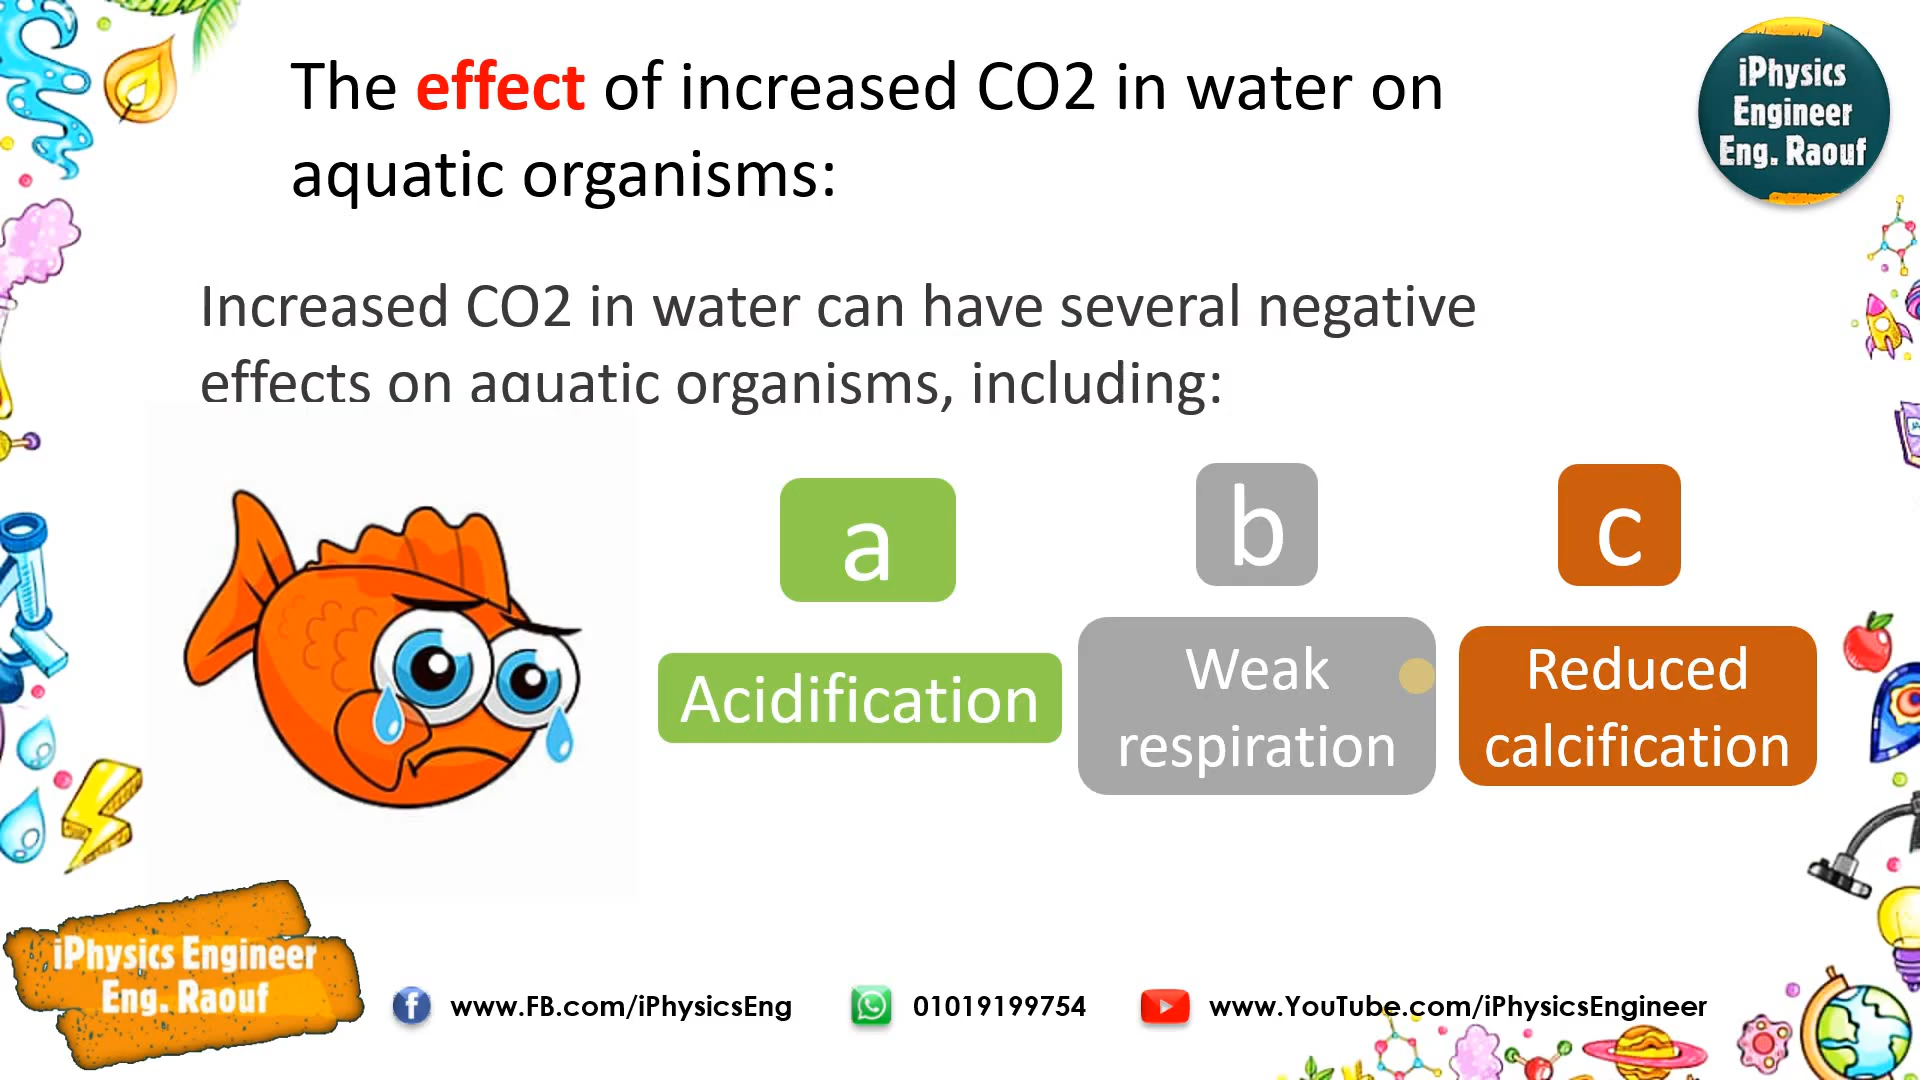 The effect of increased CO2 in water on
aquatic organisms:
iPhysics
Engineer
Eng. Raouf
Increased CO2 in water can have several negative
effects on aquatic organisms, including:
a
b
c
Acidification
Weak
respiration
Reduced
calcification
iPhysics Engineer
Eng. Raouf
www.FB.com/iPhysicsEng
01019199754
www.YouTube.com/iPhysicsEngineer